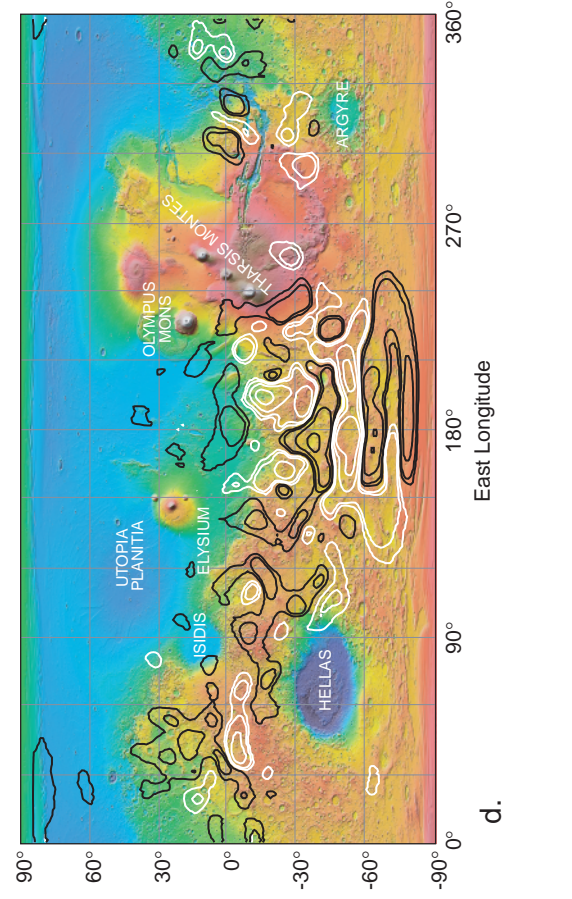 90°
60°
30°
0°
-30°
-60°
-90°
0°
90°
180°
270°
360°
East Longitude
UTOPIA
PLANITIA
ISIDIS
ELYSIUM
HELLAS
OLYMPUS
MONS
THARSIS MONTES
ARGYRE
d.